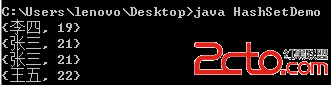 C:\Users\lenovo\Desktop>java HashSetDemo
{李四, 19}
{张三, 21}
{张三, 21}
{王五, 22}
2cto.com
红黑联盟